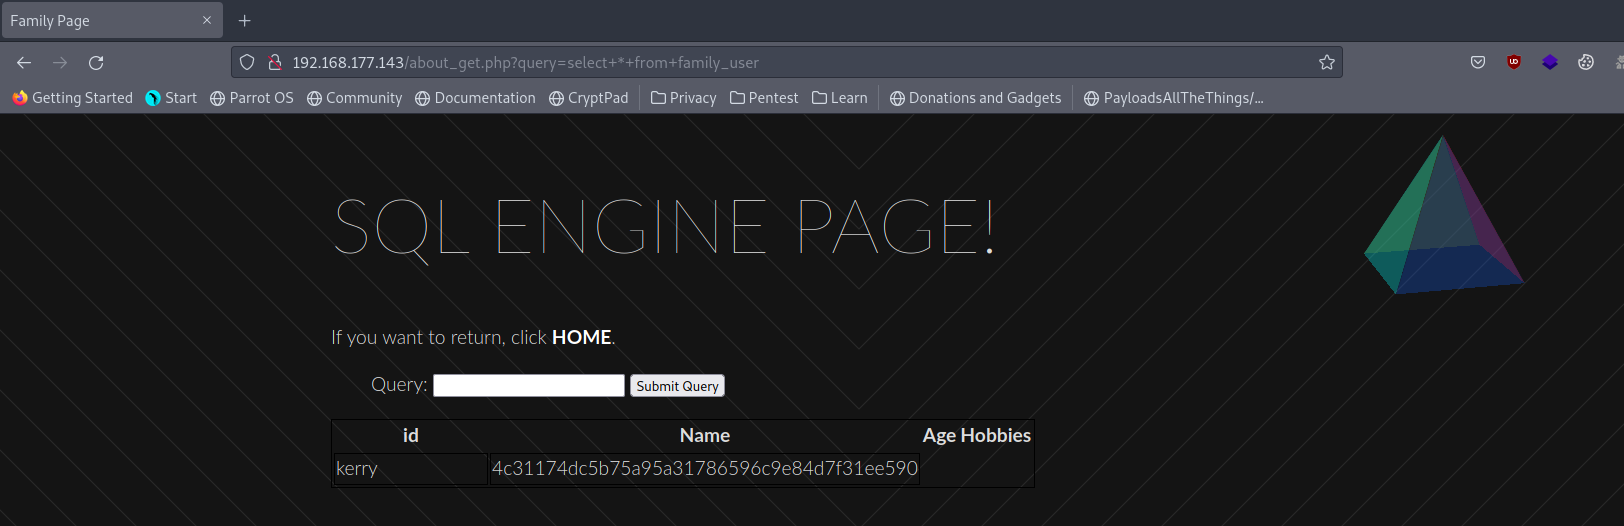 Family Page
192.168.177.143/about_get.php?query=select+*+from+family_user
Getting Started Start Parrot OS Community Documentation CryptPad Privacy Pentest Learn Donations and Gadgets PayloadsAllTheThings/...
SQL ENGINE PAGE!
If you want to return, click HOME.
Query: Submit Query
id Name Age Hobbies
kerry 4c31174dc5b75a95a31786596c9e84d7f31ee590